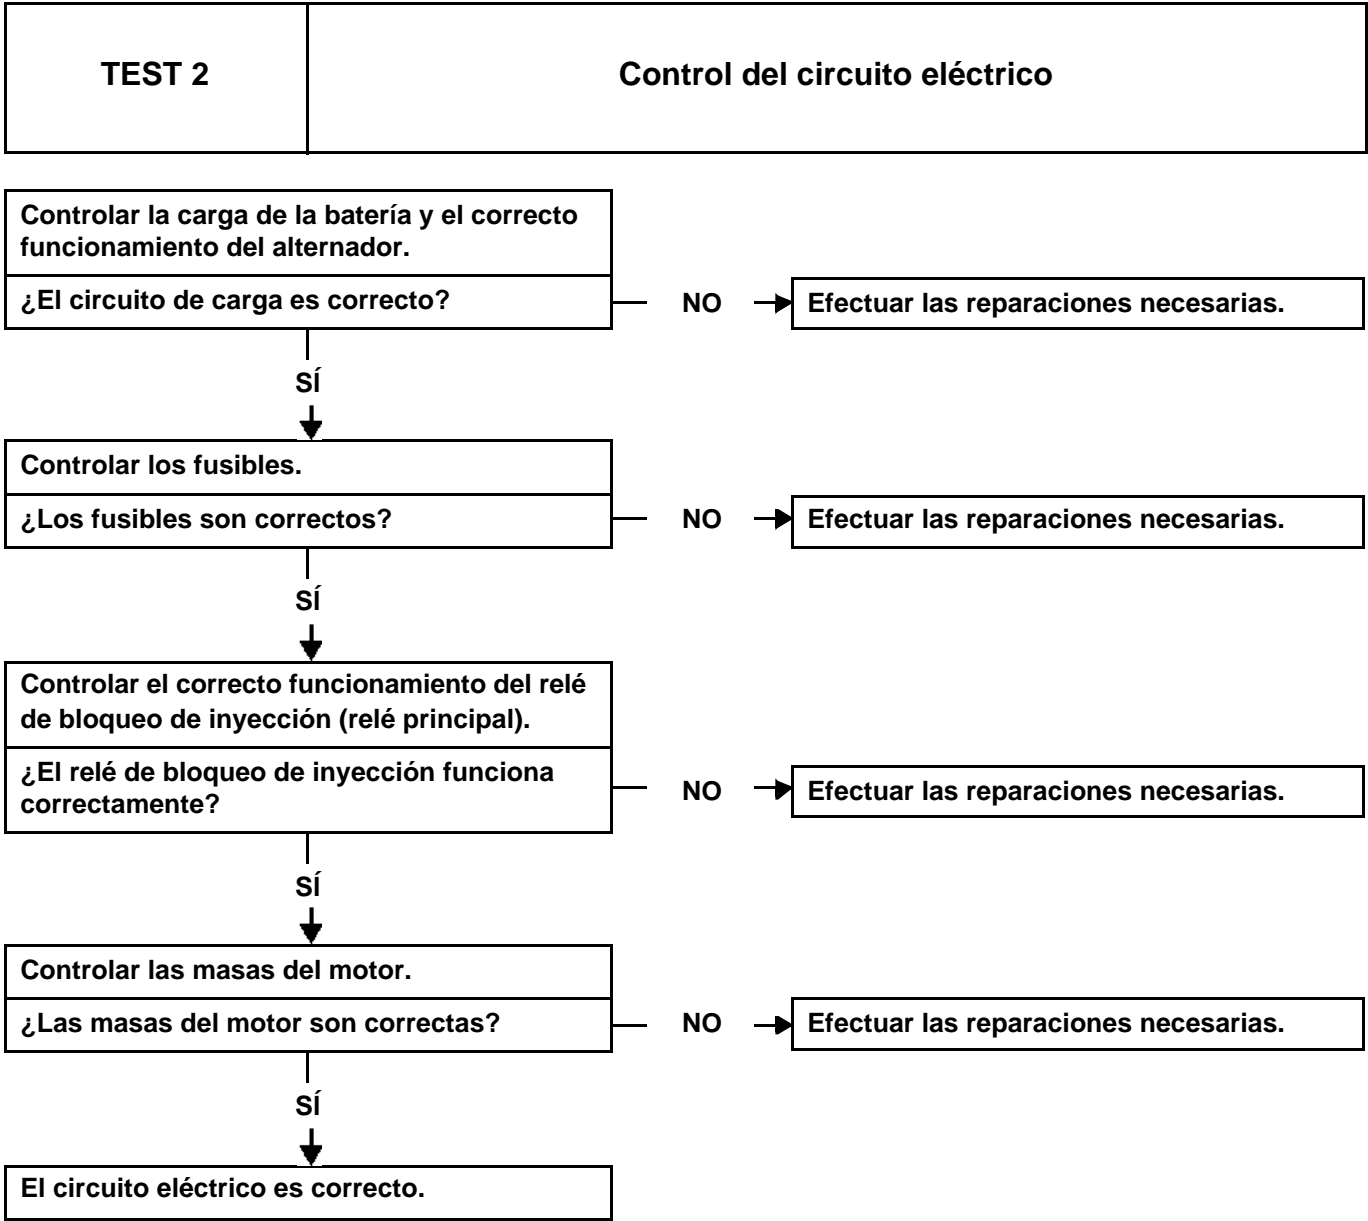 TEST 2
Control del circuito eléctrico
Controlar la carga de la batería y el correcto
funcionamiento del alternador.
¿El circuito de carga es correcto?
NO
Efectuar las reparaciones necesarias.
SÍ
Controlar los fusibles.
¿Los fusibles son correctos?
NO
Efectuar las reparaciones necesarias.
SÍ
Controlar el correcto funcionamiento del relé
de bloqueo de inyección (relé principal).
¿El relé de bloqueo de inyección funciona
correctamente?
NO
Efectuar las reparaciones necesarias.
SÍ
Controlar las masas del motor.
¿Las masas del motor son correctas?
NO
Efectuar las reparaciones necesarias.
SÍ
El circuito eléctrico es correcto.